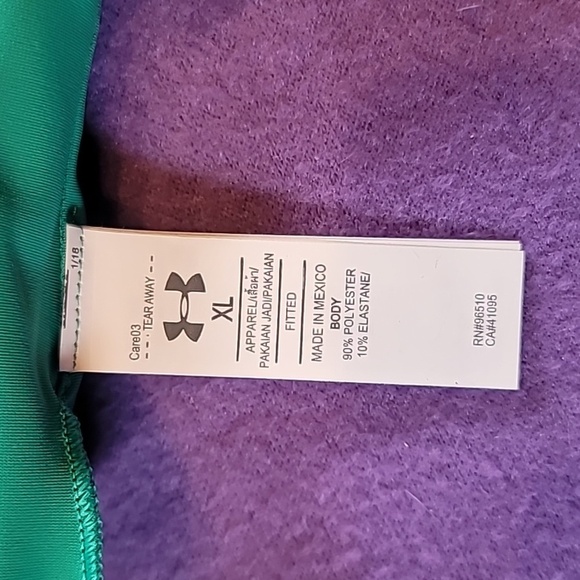 1/18
Care03
-- · TEAR AWAY --
XL
APPAREL/เสื้อผ้า/
PAKAIAN JADI/PAKAIAN
FITTED
MADE IN MEXICO
BODY
90% POLYESTER
10% ELASTANE/
RN#96510
CA#41095